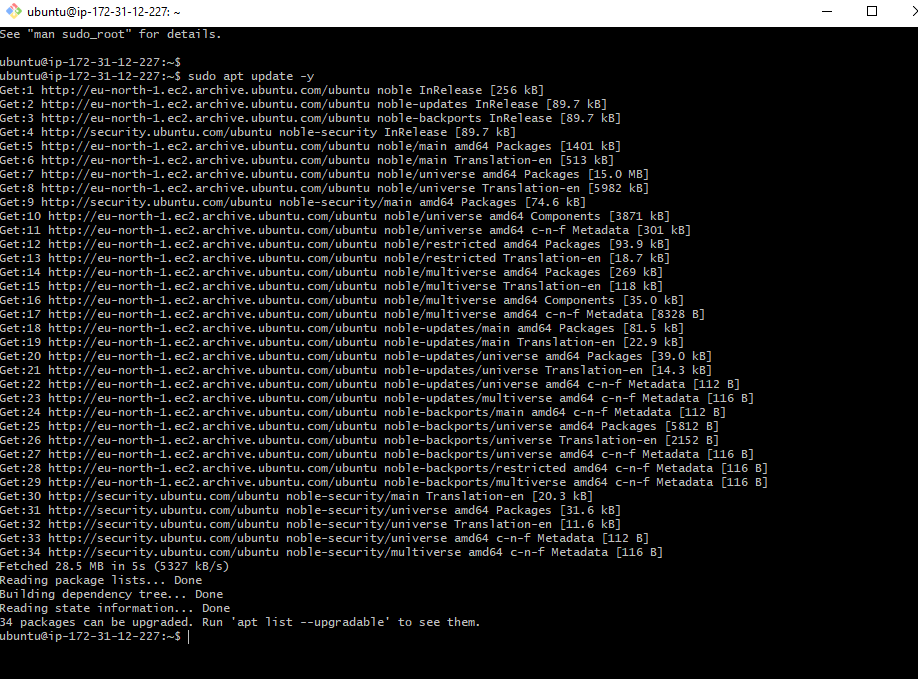 ubuntu@ip-172-31-12-227: ~
See "man sudo_root" for details.
ubuntu@ip-172-31-12-227:~$
ubuntu@ip-172-31-12-227:~$ sudo apt update -y
Get:1 http://eu-north-1.ec2.archive.ubuntu.com/ubuntu noble InRelease [256 kB]
Get:2 http://eu-north-1.ec2.archive.ubuntu.com/ubuntu noble-updates InRelease [89.7 kB]
Get:3 http://eu-north-1.ec2.archive.ubuntu.com/ubuntu noble-backports InRelease [89.7 kB]
Get:4 http://security.ubuntu.com/ubuntu noble-security InRelease [89.7 kB]
Get:5 http://eu-north-1.ec2.archive.ubuntu.com/ubuntu noble/main amd64 Packages [1401 kB]
Get:6 http://eu-north-1.ec2.archive.ubuntu.com/ubuntu noble/main Translation-en [513 kB]
Get:7 http://eu-north-1.ec2.archive.ubuntu.com/ubuntu noble/universe amd64 Packages [15.0 MB]
Get:8 http://eu-north-1.ec2.archive.ubuntu.com/ubuntu noble/universe Translation-en [5982 kB]
Get:9 http://security.ubuntu.com/ubuntu noble-security/main amd64 Packages [74.6 kB]
Get:10 http://eu-north-1.ec2.archive.ubuntu.com/ubuntu noble/universe amd64 Components [3871 kB]
Get:11 http://eu-north-1.ec2.archive.ubuntu.com/ubuntu noble/universe amd64 c-n-f Metadata [301 kB]
Get:12 http://eu-north-1.ec2.archive.ubuntu.com/ubuntu noble/restricted amd64 Packages [93.9 kB]
Get:13 http://eu-north-1.ec2.archive.ubuntu.com/ubuntu noble/restricted Translation-en [18.7 kB]
Get:14 http://eu-north-1.ec2.archive.ubuntu.com/ubuntu noble/multiverse amd64 Packages [269 kB]
Get:15 http://eu-north-1.ec2.archive.ubuntu.com/ubuntu noble/multiverse Translation-en [118 kB]
Get:16 http://eu-north-1.ec2.archive.ubuntu.com/ubuntu noble/multiverse amd64 Components [35.0 kB]
Get:17 http://eu-north-1.ec2.archive.ubuntu.com/ubuntu noble/multiverse amd64 c-n-f Metadata [8328 B]
Get:18 http://eu-north-1.ec2.archive.ubuntu.com/ubuntu noble-updates/main amd64 Packages [81.5 kB]
Get:19 http://eu-north-1.ec2.archive.ubuntu.com/ubuntu noble-updates/main Translation-en [22.9 kB]
Get:20 http://eu-north-1.ec2.archive.ubuntu.com/ubuntu noble-updates/universe amd64 Packages [39.0 kB]
Get:21 http://eu-north-1.ec2.archive.ubuntu.com/ubuntu noble-updates/universe Translation-en [14.3 kB]
Get:22 http://eu-north-1.ec2.archive.ubuntu.com/ubuntu noble-updates/universe amd64 c-n-f Metadata [112 B]
Get:23 http://eu-north-1.ec2.archive.ubuntu.com/ubuntu noble-updates/multiverse amd64 c-n-f Metadata [116 B]
Get:24 http://eu-north-1.ec2.archive.ubuntu.com/ubuntu noble-backports/main amd64 c-n-f Metadata [112 B]
Get:25 http://eu-north-1.ec2.archive.ubuntu.com/ubuntu noble-backports/universe amd64 Packages [5812 B]
Get:26 http://eu-north-1.ec2.archive.ubuntu.com/ubuntu noble-backports/universe Translation-en [2152 B]
Get:27 http://eu-north-1.ec2.archive.ubuntu.com/ubuntu noble-backports/universe amd64 c-n-f Metadata [116 B]
Get:28 http://eu-north-1.ec2.archive.ubuntu.com/ubuntu noble-backports/restricted amd64 c-n-f Metadata [116 B]
Get:29 http://eu-north-1.ec2.archive.ubuntu.com/ubuntu noble-backports/multiverse amd64 c-n-f Metadata [116 B]
Get:30 http://security.ubuntu.com/ubuntu noble-security/main Translation-en [20.3 kB]
Get:31 http://security.ubuntu.com/ubuntu noble-security/universe amd64 Packages [31.6 kB]
Get:32 http://security.ubuntu.com/ubuntu noble-security/universe Translation-en [11.6 kB]
Get:33 http://security.ubuntu.com/ubuntu noble-security/universe amd64 c-n-f Metadata [112 B]
Get:34 http://security.ubuntu.com/ubuntu noble-security/multiverse amd64 c-n-f Metadata [116 B]
Fetched 28.5 MB in 5s (5327 kB/s)
Reading package lists... Done
Building dependency tree... Done
Reading state information... Done
34 packages can be upgraded. Run 'apt list --upgradable' to see them.
ubuntu@ip-172-31-12-227:~$